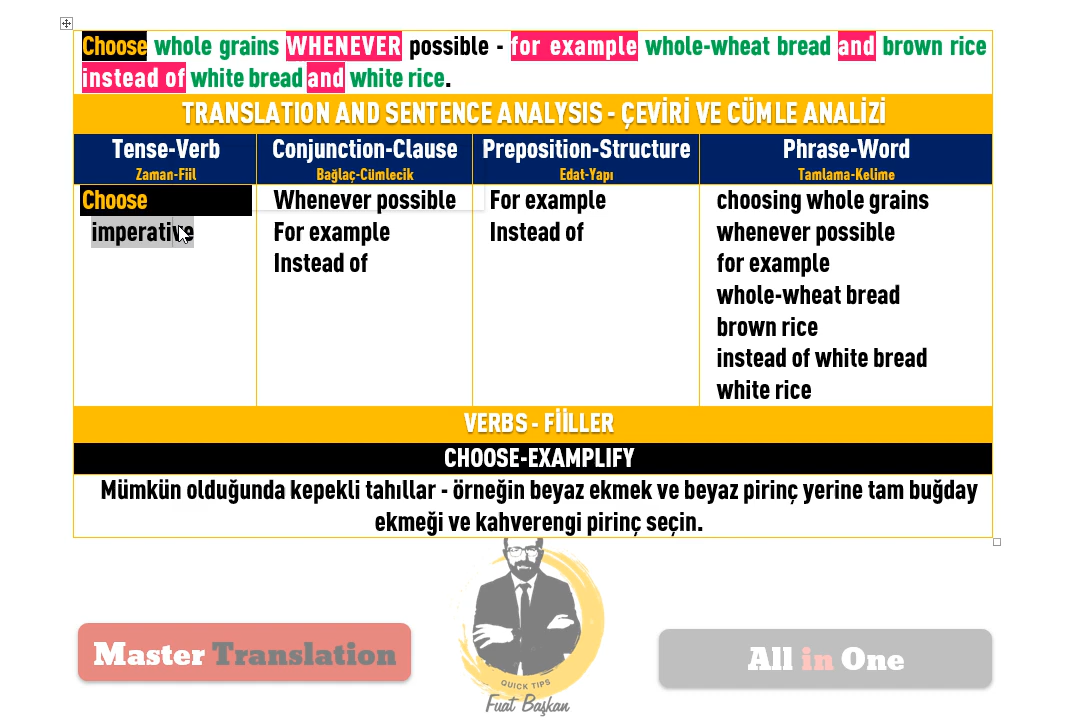 Choose whole grains WHENEVER possible - for example whole-wheat bread and brown rice
instead of white bread and white rice.
TRANSLATION AND SENTENCE ANALYSIS - ÇEVİRİ VE CÜMLE ANALİZİ
Tense-Verb Conjunction-Clause Preposition-Structure Phrase-Word
Zaman-Fiil Bağlaç-Cümlecik Edat-Yapı Tamlama-Kelime
Choose
imperative
Whenever possible
For example
Instead of
For example
Instead of
choosing whole grains
whenever possible
for example
whole-wheat bread
brown rice
instead of white bread
white rice
VERBS - FİİLLER
CHOOSE-EXAMPLIFY
Mümkün olduğunda kepekli tahıllar - örneğin beyaz ekmek ve beyaz pirinç yerine tam buğday
ekmeği ve kahverengi pirinç seçin.
Master Translation
QUICK TIPS
Fuat Başkan
All in One